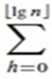 ⌊lg n⌋
∑
h=0